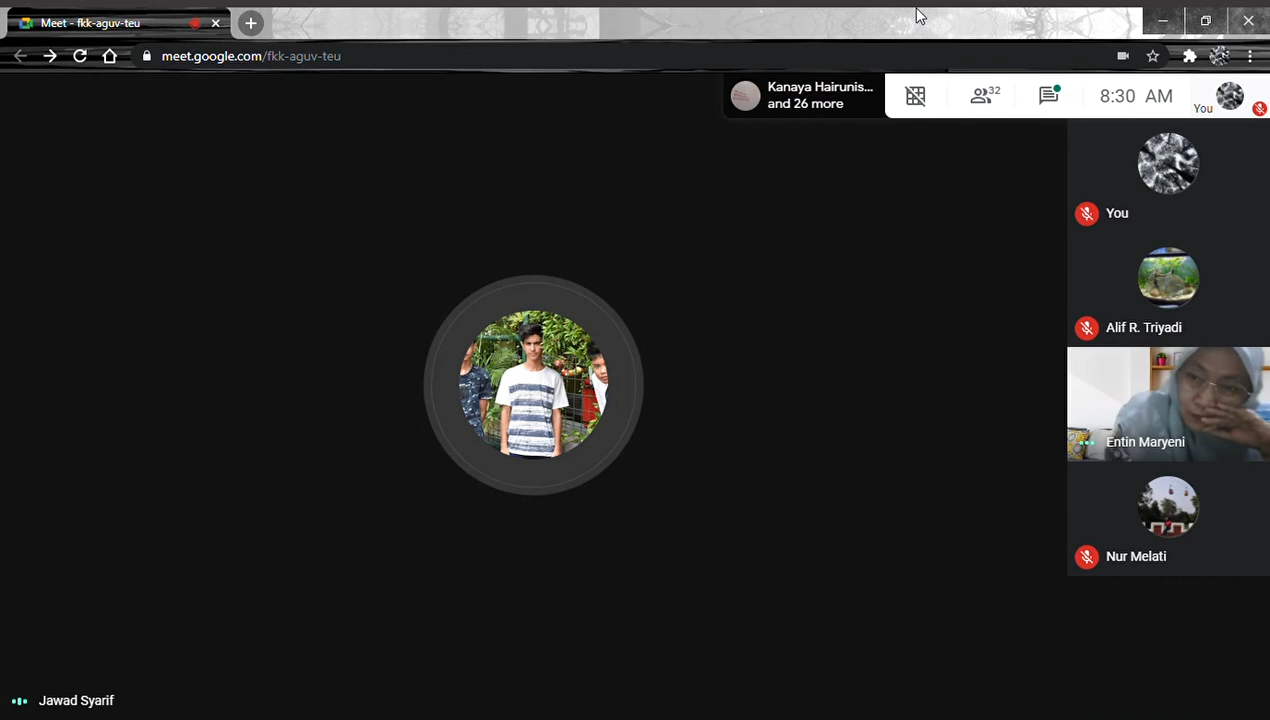 Meet - fkk-aguv-teu
meet.google.com/fkk-aguv-teu
Kanaya Hairunis...
and 26 more
32
8:30 AM
You
You
Alif R. Triyadi
Entin Maryeni
Nur Melati
Jawad Syarif